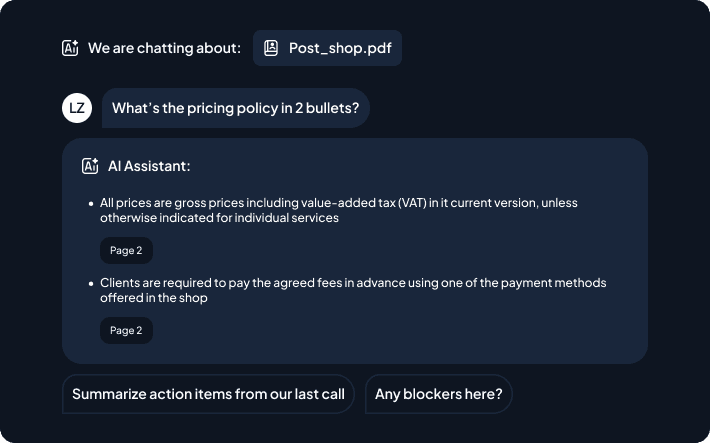 We are chatting about: Post_shop.pdf
LZ What's the pricing policy in 2 bullets?
AI Assistant:
• All prices are gross prices including value-added tax (VAT) in it current version, unless
otherwise indicated for individual services
Page 2
• Clients are required to pay the agreed fees in advance using one of the payment methods
offered in the shop
Page 2
Summarize action items from our last call Any blockers here?